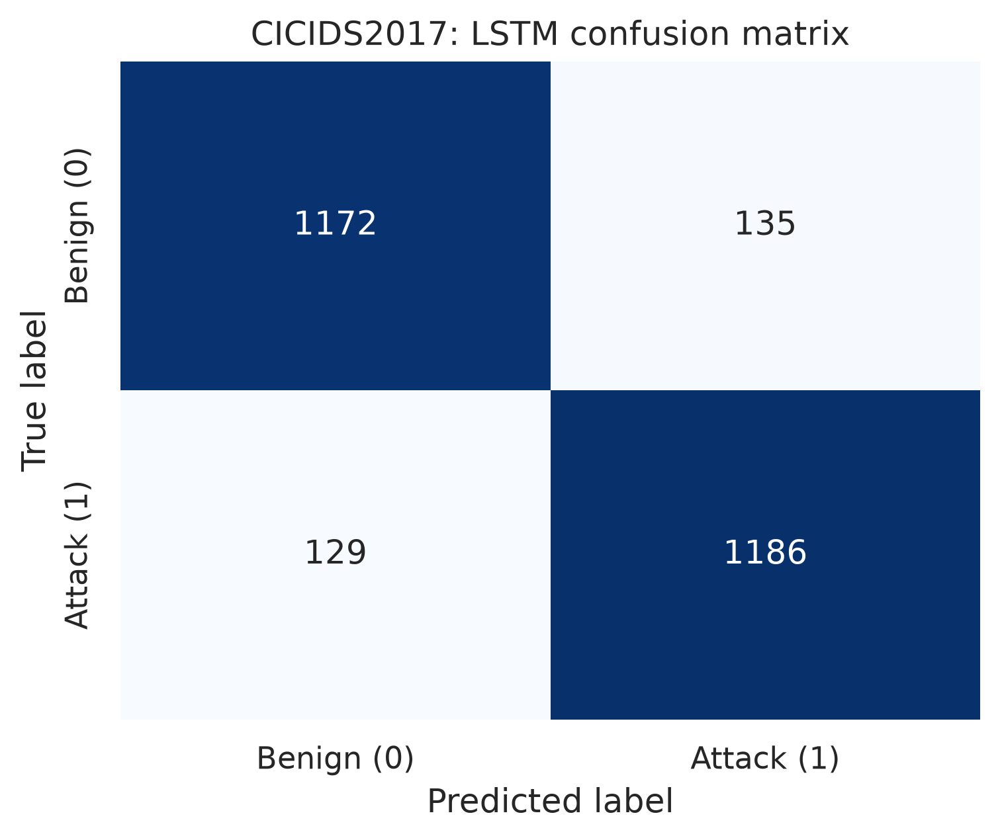 CICIDS2017: LSTM confusion matrix
True label
Benign (0)
1172
135
Attack (1)
129
1186
Benign (0)
Attack (1)
Predicted label